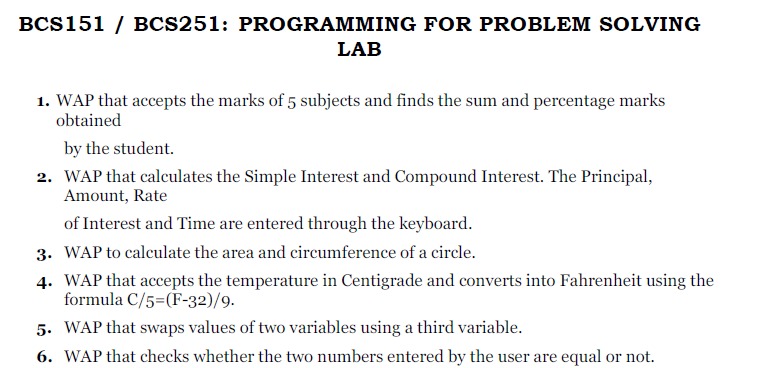 BCS151 / BCS251: PROGRAMMING FOR PROBLEM SOLVING
LAB
1. WAP that accepts the marks of 5 subjects and finds the sum and percentage marks
obtained
by the student.
2. WAP that calculates the Simple Interest and Compound Interest. The Principal,
Amount, Rate
of Interest and Time are entered through the keyboard.
3. WAP to calculate the area and circumference of a circle.
4. WAP that accepts the temperature in Centigrade and converts into Fahrenheit using the
formula C/5=(F-32)/9.
5. WAP that swaps values of two variables using a third variable.
6. WAP that checks whether the two numbers entered by the user are equal or not.